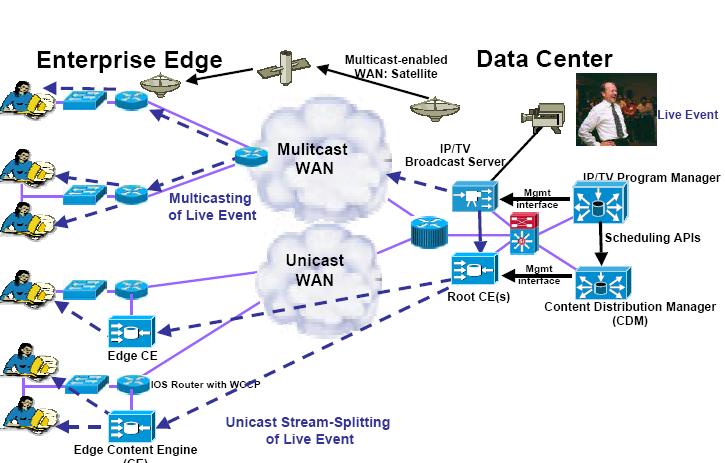 Enterprise Edge
Multicast-enabled
WAN: Satellite
Data Center
Live Event
IP/TV
Broadcast Server
Mulitcast
WAN
IP/TV Program Manager
Mgmt
interface
Multicasting
of Live Event
Scheduling APIs
Unicast
WAN
Mgmt
interface
Root CE(s)
Content Distribution Manager
(CDM)
Edge CE
IOS Router with WCCP
Unicast Stream-Splitting
of Live Event
Edge Content Engine
(CE)